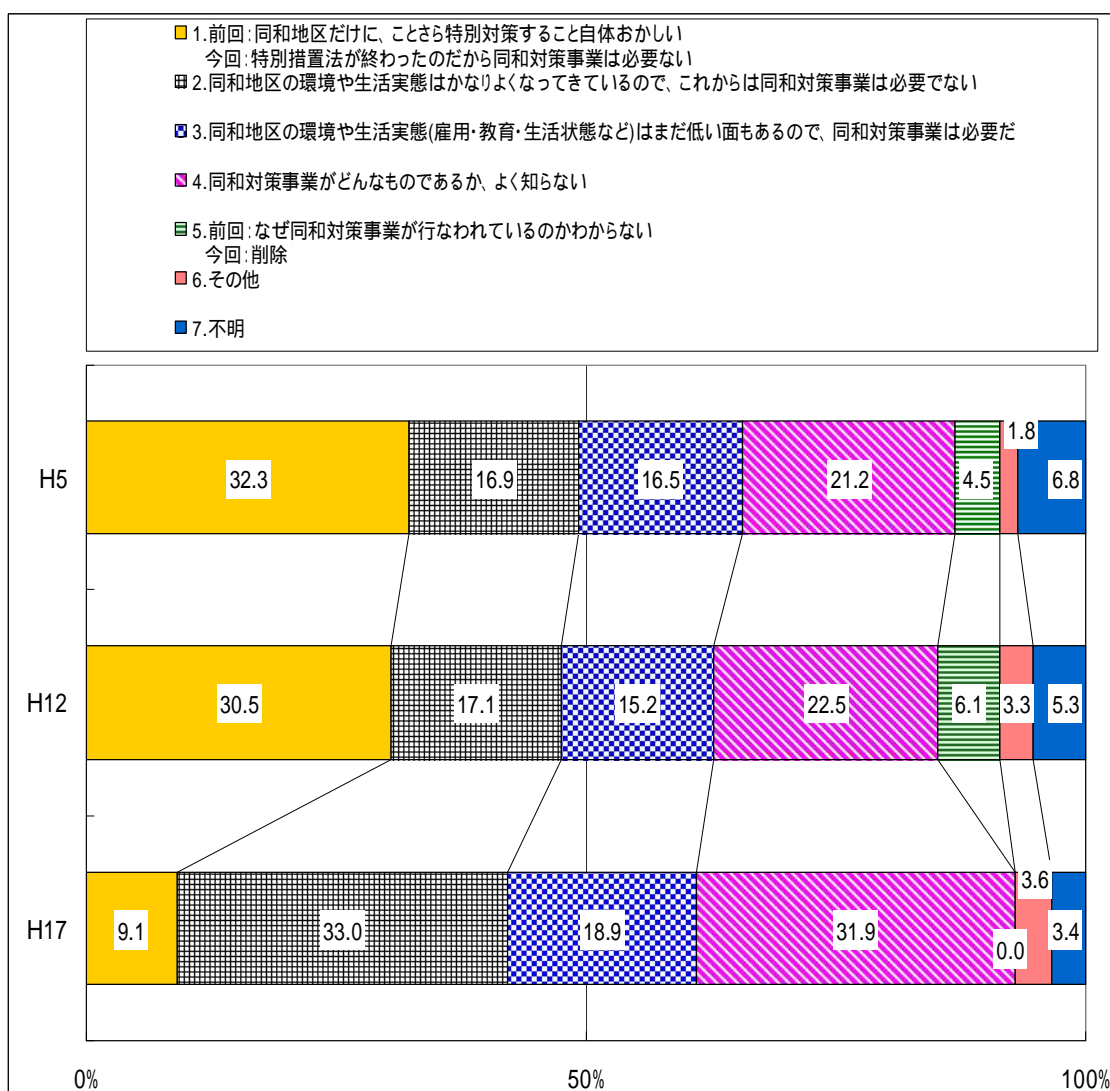 1.前回:同和地区だけに、ことさら特別対策すること自体おかしい
今回:特別措置法が終わったのだから同和対策事業は必要ない
2.同和地区の環境や生活実態はかなりよくなってきているので、これからは同和対策事業は必要でない
3.同和地区の環境や生活実態(雇用・教育・生活状態など)はまだ低い面もあるので、同和対策事業は必要だ
4.同和対策事業がどんなものであるか、よく知らない
5.前回:なぜ同和対策事業が行なわれているのかわからない
今回:削除
6.その他
7.不明
H5 32.3 16.9 16.5 21.2 4.5 1.8 6.8
H12 30.5 17.1 15.2 22.5 6.1 3.3 5.3
H17 9.1 33.0 18.9 31.9 0.0 3.6 3.4
0% 50% 100%